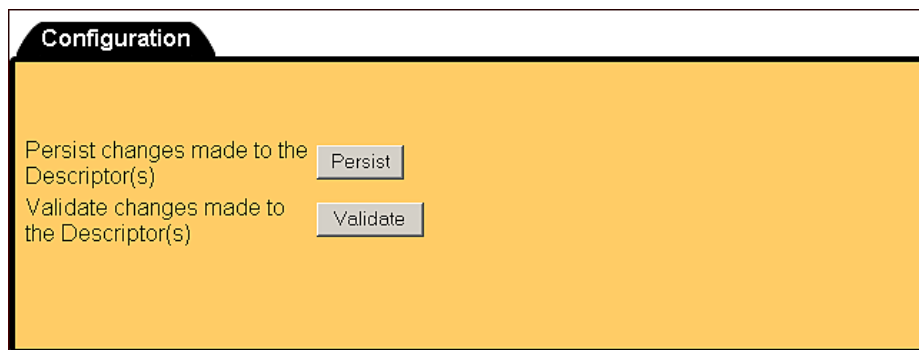 Configuration
Persist changes made to the
Descriptor(s)
Persist
Validate changes made to
the Descriptor(s)
Validate